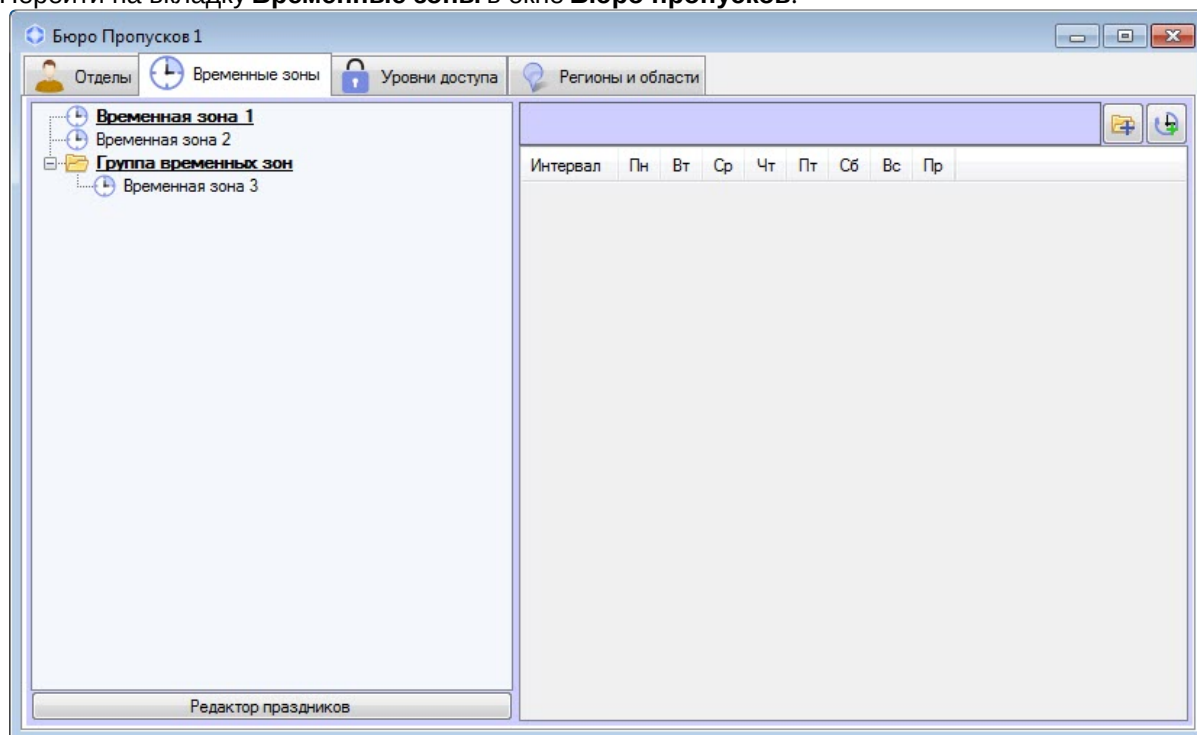 Перейти на вкладку Временные зоны в окне Бюро пропусков.
Бюро Пропусков 1
Отделы Временные зоны Уровни доступа Регионы и области
Временная зона 1
Временная зона 2
Группа временных зон
Временная зона 3
Интервал Пн Вт Ср Чт Пт Сб Вс Пр
Редактор праздников